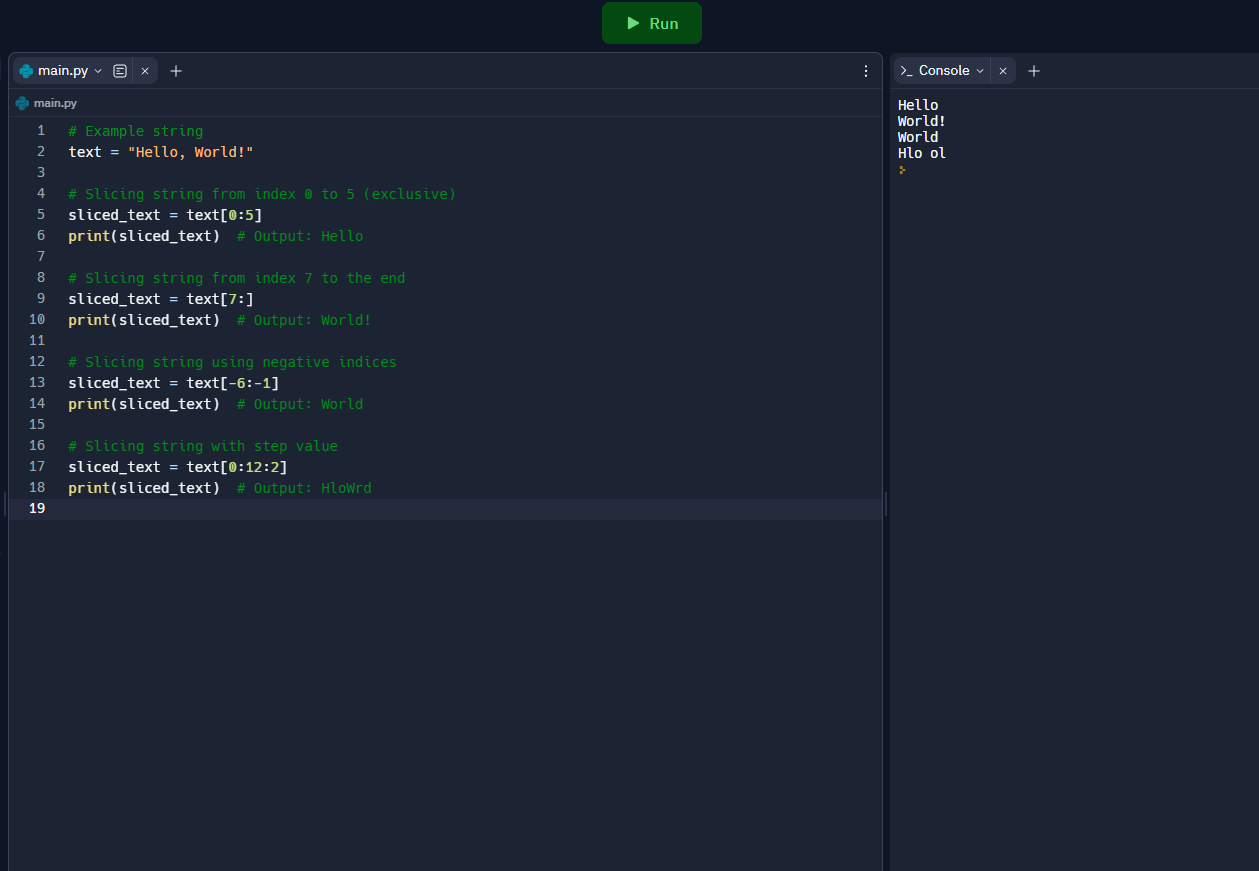 Run
main.py
main.py
1 # Example string
2 text = "Hello, World!"
3
4 # Slicing string from index 0 to 5 (exclusive)
5 sliced_text = text[0:5]
6 print(sliced_text)  # Output: Hello
7
8 # Slicing string from index 7 to the end
9 sliced_text = text[7:]
10 print(sliced_text)  # Output: World!
11
12 # Slicing string using negative indices
13 sliced_text = text[-6:-1]
14 print(sliced_text)  # Output: World
15
16 # Slicing string with step value
17 sliced_text = text[0:12:2]
18 print(sliced_text)  # Output: HloWrd
19
>_ Console
Hello
World!
World
Hlo ol